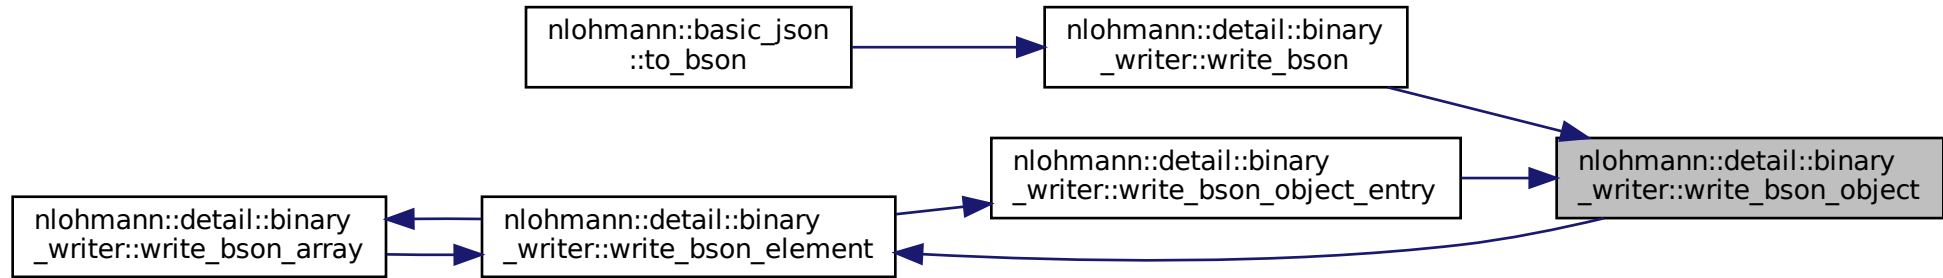 nlohmann::basic_json
::to_bson
nlohmann::detail::binary
_writer::write_bson
nlohmann::detail::binary
_writer::write_bson_object_entry
nlohmann::detail::binary
_writer::write_bson_object
nlohmann::detail::binary
_writer::write_bson_array
nlohmann::detail::binary
_writer::write_bson_element